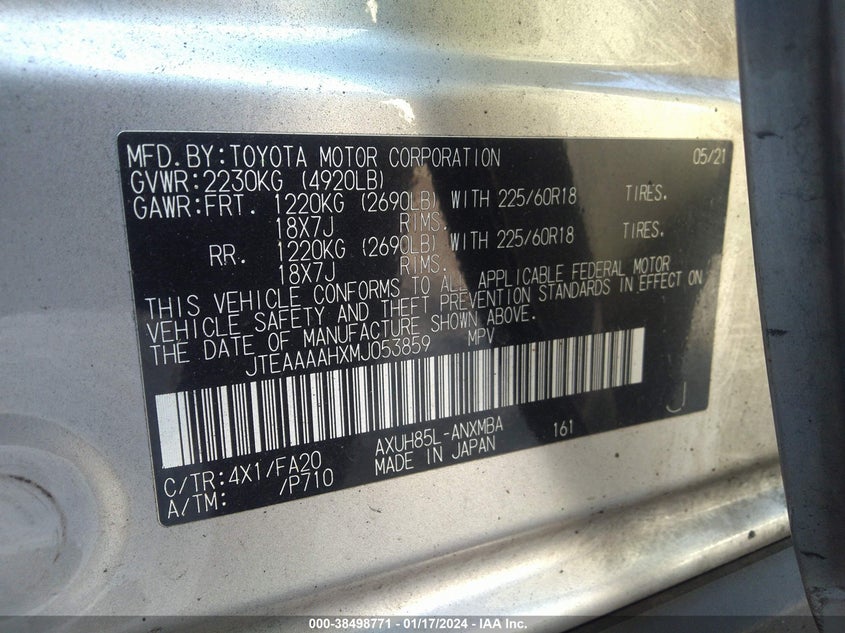 MFD.BY:TOYOTA MOTOR CORPORATION 05/21
GVWR:2230KG (4920LB)
GAWR:FRT. 1220KG (2690LB) WITH 225/60R18 TIRES.
18X7J RIMS.
RR. 1220KG (2690LB) WITH 225/60R18 TIRES.
18X7J RIMS.
THIS VEHICLE CONFORMS TO ALL APPLICABLE FEDERAL MOTOR
VEHICLE SAFETY AND THEFT PREVENTION STANDARDS IN EFFECT ON
THE DATE OF MANUFACTURE SHOWN ABOVE.
JTEAAAAHXMJ053859 MPV
J
AXUH85L-ANXMBA 161
C/TR:4X1/FA20 MADE IN JAPAN
A/TM: /P710
000-38498771 - 01/17/2024 - IAA Inc.